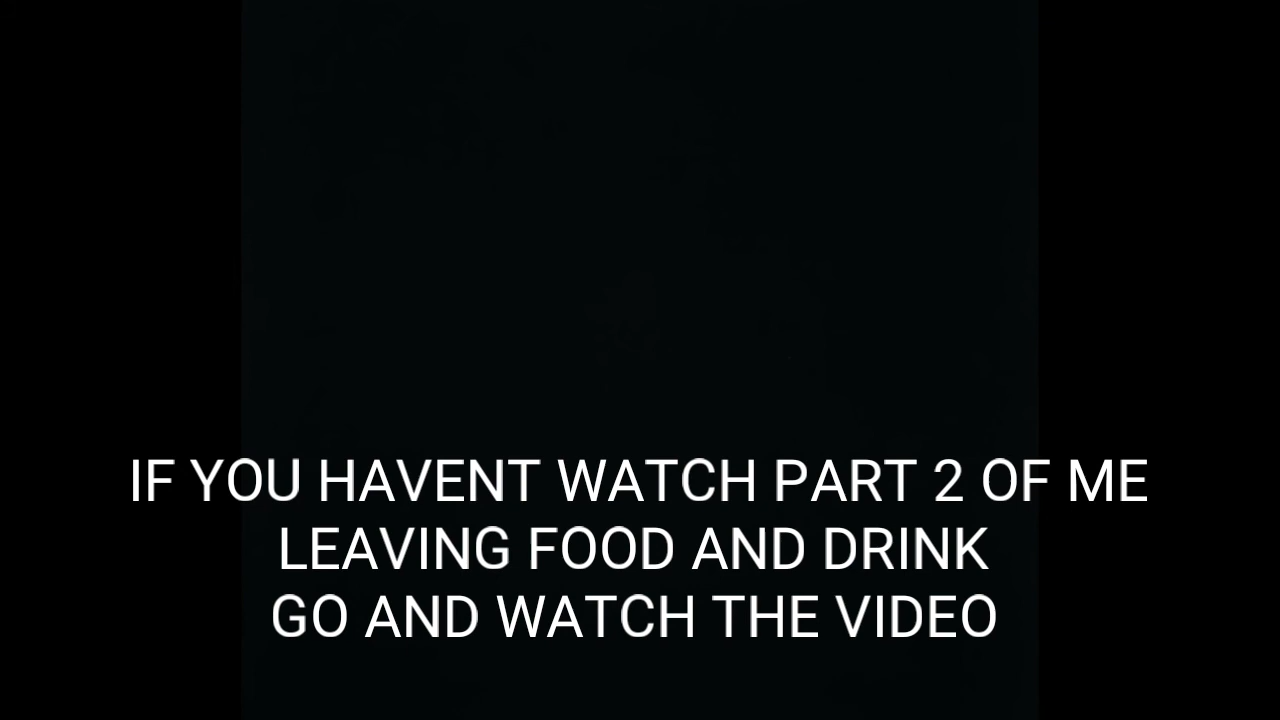 IF YOU HAVENT WATCH PART 2 OF ME
LEAVING FOOD AND DRINK
GO AND WATCH THE VIDEO